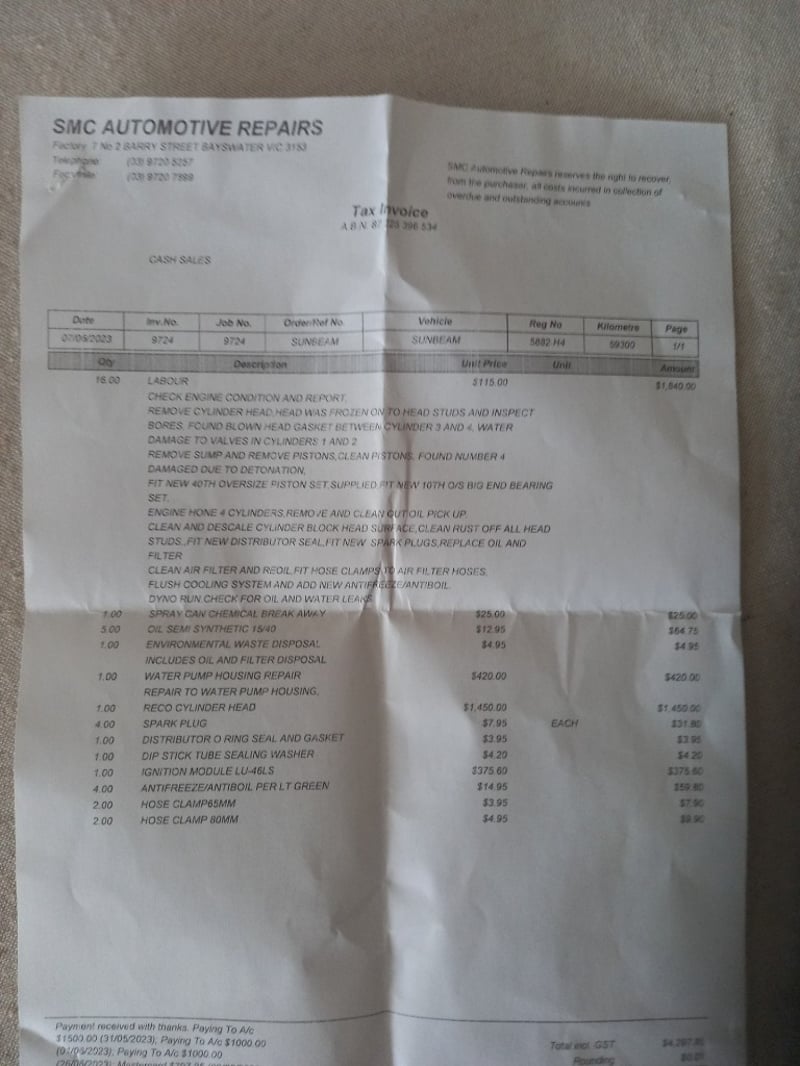 SMC AUTOMOTIVE REPAIRS
Factory 7 No 2 BARRY STREET BAYSWATER VIC 3153
Telephone (03) 9720 5257
Facsimile (03) 9720 7888
SMC Automotive Repairs reserves the right to recover,
from the purchaser, all costs incurred in collection of
overdue and outstanding accounts
Tax Invoice
A.B.N. 87 396 534
CASH SALES
Date Inv.No. Job No. Order/Ref No. Vehicle Reg No Kilometre Page
9724 9724 SUNBEAM SUNBEAM 5882 H4 59300 1/1
Qty Description Unit Price Unit Amount
16.00 LABOUR $115.00 $1,840.00
CHECK ENGINE CONDITION AND REPORT,
REMOVE CYLINDER HEAD,HEAD WAS FROZEN ON TO HEAD STUDS AND INSPECT
BORES, FOUND BLOWN HEAD GASKET BETWEEN CYLINDER 3 AND 4, WATER
DAMAGE TO VALVES IN CYLINDERS 1 AND 2
REMOVE SUMP AND REMOVE PISTONS,CLEAN PISTONS, FOUND NUMBER 4
DAMAGED DUE TO DETONATION,
FIT NEW 40TH OVERSIZE PISTON SET,SUPPLIED,FIT NEW 10TH O/S BIG END BEARING
SET,
ENGINE HONE 4 CYLINDERS,REMOVE AND CLEAN OUT OIL PICK UP,
CLEAN AND DESCALE CYLINDER BLOCK HEAD SURFACE,CLEAN RUST OFF ALL HEAD
STUDS.,FIT NEW DISTRIBUTOR SEAL,FIT NEW SPARK PLUGS,REPLACE OIL AND
FILTER
CLEAN AIR FILTER AND REOIL,FIT HOSE CLAMPS TO AIR FILTER HOSES,
FLUSH COOLING SYSTEM AND ADD NEW ANTIFREEZE/ANTIBOIL.
DYNO RUN,CHECK FOR OIL AND WATER LEAKS
1.00 SPRAY CAN CHEMICAL BREAK AWAY $25.00 $25.00
5.00 OIL SEMI SYNTHETIC 15/40 $12.95 $64.75
1.00 ENVIRONMENTAL WASTE DISPOSAL $4.95 $4.95
INCLUDES OIL AND FILTER DISPOSAL
1.00 WATER PUMP HOUSING REPAIR $420.00 $420.00
REPAIR TO WATER PUMP HOUSING,
1.00 RECO CYLINDER HEAD $1,450.00 $1,450.00
4.00 SPARK PLUG $7.95 EACH $31.80
1.00 DISTRIBUTOR O RING SEAL AND GASKET $3.95 $3.95
1.00 DIP STICK TUBE SEALING WASHER $4.20 $4.20
1.00 IGNITION MODULE LU-46LS $375.60 $375.60
4.00 ANTIFREEZE/ANTIBOIL PER LT GREEN $14.95 $59.80
2.00 HOSE CLAMP65MM $3.95 $7.90
2.00 HOSE CLAMP 80MM $4.95 $9.90
Payment received with thanks. Paying To A/c
$1500.00 (31/05/2023), Paying To A/c $1000.00
Paying To A/c $1000.00
Total incl. GST $4,297.85
Rounding